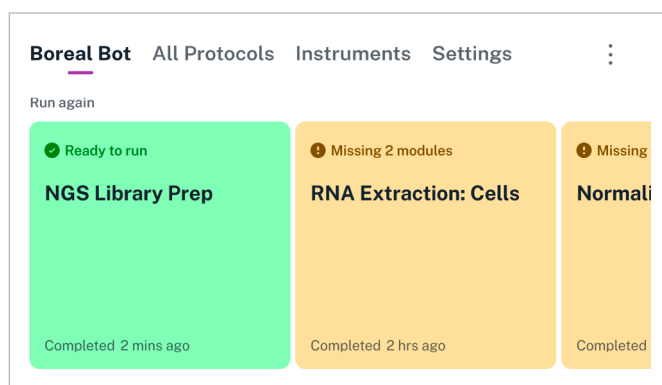 Boreal Bot All Protocols Instruments Settings
Run again
Ready to run
NGS Library Prep
Completed 2 mins ago
Missing 2 modules
RNA Extraction: Cells
Completed 2 hrs ago
Missing
Normali
Completed